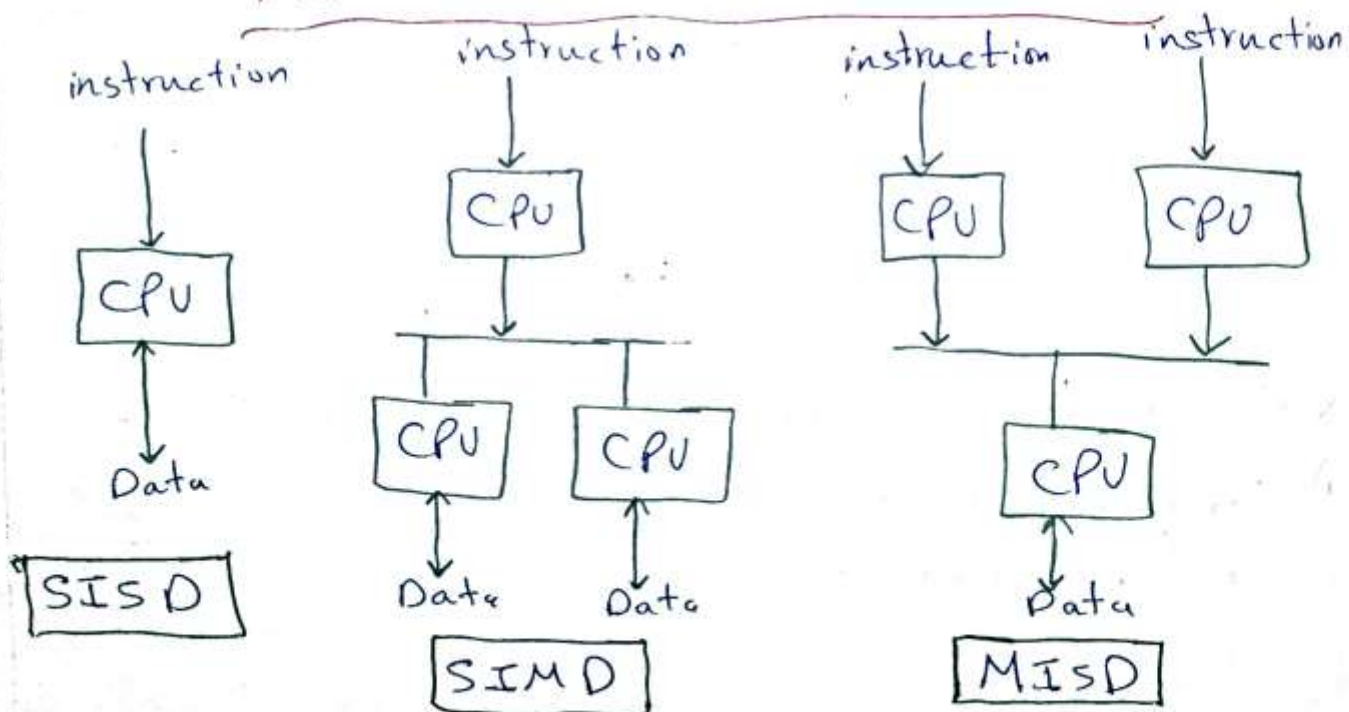 instruction
instruction
instruction
instruction
CPU
Data
SISD
CPU
CPU
CPU
Data
Data
SIMD
CPU
CPU
CPU
Data
MISD